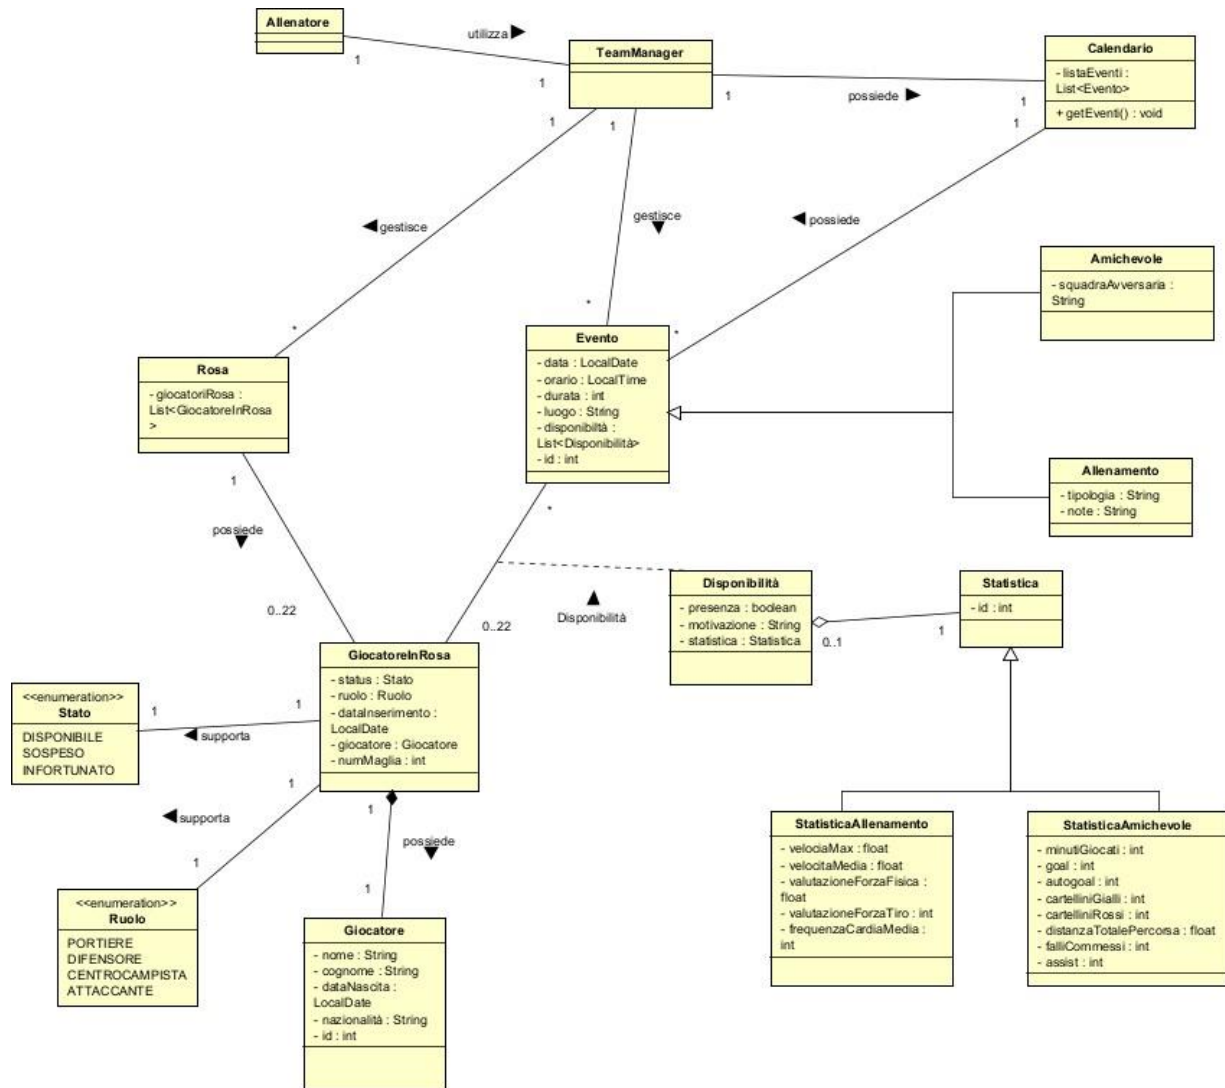 Allenatore
utilizza
1
1
TeamManager
1
possiede
1
Calendario
- listaEventi :
List<Evento>
+ getEventi() : void
1
1
1
gestisce
gestisce
possiede
*
*
*
Amichevole
- squadraAvversaria :
String
Rosa
- giocatoriRosa :
List<GiocatoreInRosa
>
Evento
- data : LocalDate
- orario : LocalTime
- durata : int
- luogo : String
- disponibiltà :
List<Disponibilità>
- id : int
Allenamento
- tipologia : String
- note : String
1
possiede
0..22
*
0..22
Disponibilità
Disponibilità
- presenza : boolean
- motivazione : String
- statistica : Statistica
0..1
1
Statistica
- id : int
GiocatoreInRosa
- status : Stato
- ruolo : Ruolo
- dataInserimento :
LocalDate
- giocatore : Giocatore
- numMaglia : int
<<enumeration>>
Stato
DISPONIBILE
SOSPESO
INFORTUNATO
1
1
supporta
1
supporta
1
<<enumeration>>
Ruolo
PORTIERE
DIFENSORE
CENTROCAMPISTA
ATTACCANTE
1
possiede
1
Giocatore
- nome : String
- cognome : String
- dataNascita :
LocalDate
- nazionalità : String
- id : int
StatisticaAllenamento
- velociaMax : float
- velocitaMedia : float
- valutazioneForzaFisica :
float
- valutazioneForzaTiro : int
- frequenzaCardiaMedia :
int
StatisticaAmichevole
- minutiGiocati : int
- goal : int
- autogoal : int
- cartelliniGialli : int
- cartelliniRossi : int
- distanzaTotalePercorsa : float
- falliCommessi : int
- assist : int